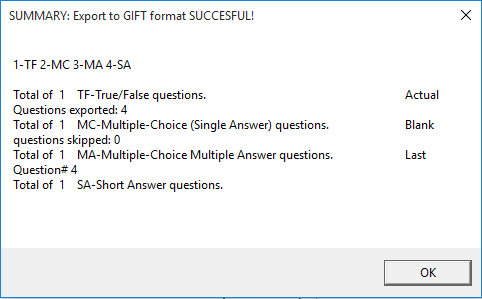 SUMMARY: Export to GIFT format SUCCESFUL!
1-TF 2-MC 3-MA 4-SA
Total of 1 TF-True/False questions. Actual
Questions exported: 4
Total of 1 MC-Multiple-Choice (Single Answer) questions. Blank
questions skipped: 0
Total of 1 MA-Multiple-Choice Multiple Answer questions. Last
Question# 4
Total of 1 SA-Short Answer questions.
OK